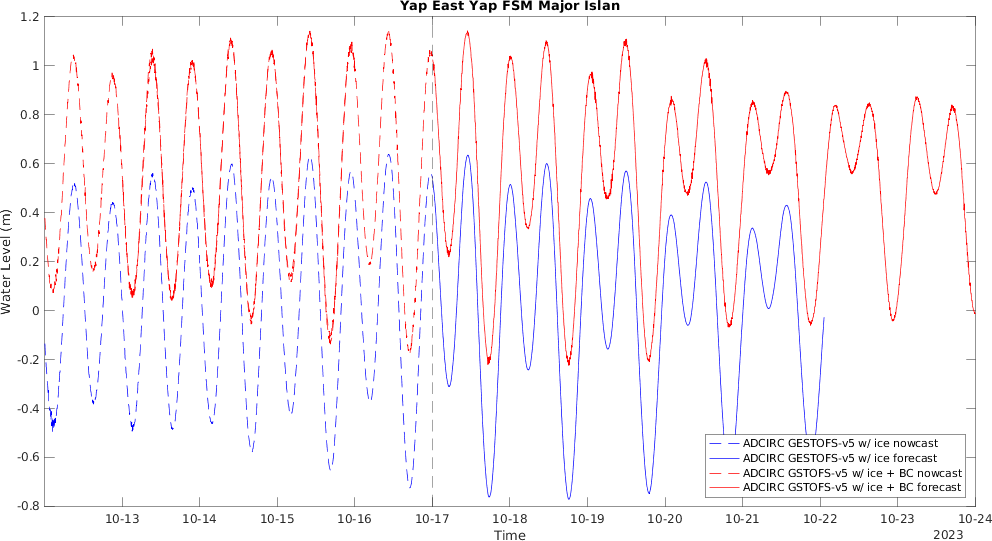 Yap East Yap FSM Major Islan
1.2
1
0.8
0.6
0.4
0.2
0
-0.2
-0.4
-0.6
-0.8
Water Level (m)
ADCIRC GESTOFS-v5 w/ ice nowcast
ADCIRC GESTOFS-v5 w/ ice forecast
ADCIRC GSTOFS-v5 w/ ice + BC nowcast
ADCIRC GSTOFS-v5 w/ ice + BC forecast
10-13 10-14 10-15 10-16 10-17 10-18 10-19 10-20 10-21 10-22 10-23 10-24
Time
2023